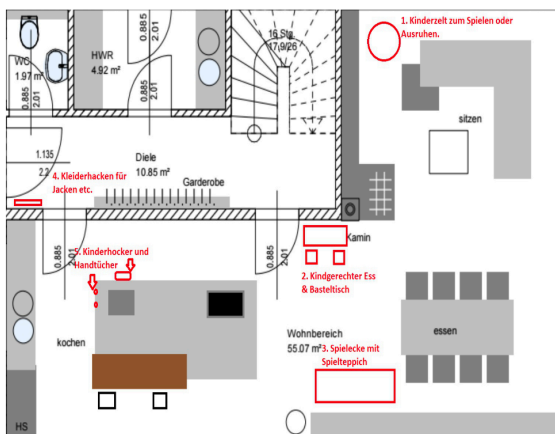 1. Kinderzelt zum Spielen oder
Ausruhen.
16 Stg.
17.9/26
0.885
2.01
0.885
2.01
HWR
4.92 m²
WC
1.97 m²
0.885
2.01
sitzen
1.135
2.2
Diele
10.85 m²
4. Kleiderhacken für
Jacken etc.
Garderobe
Kamin
0.885
2.01
0.885
2.01
5. Kinderhocker und
Handtücher
2. Kindgerechter Ess
& Basteltisch
Wohnbereich
55.07 m²
essen
kochen
3. Spielecke mit
Spielteppich
HS